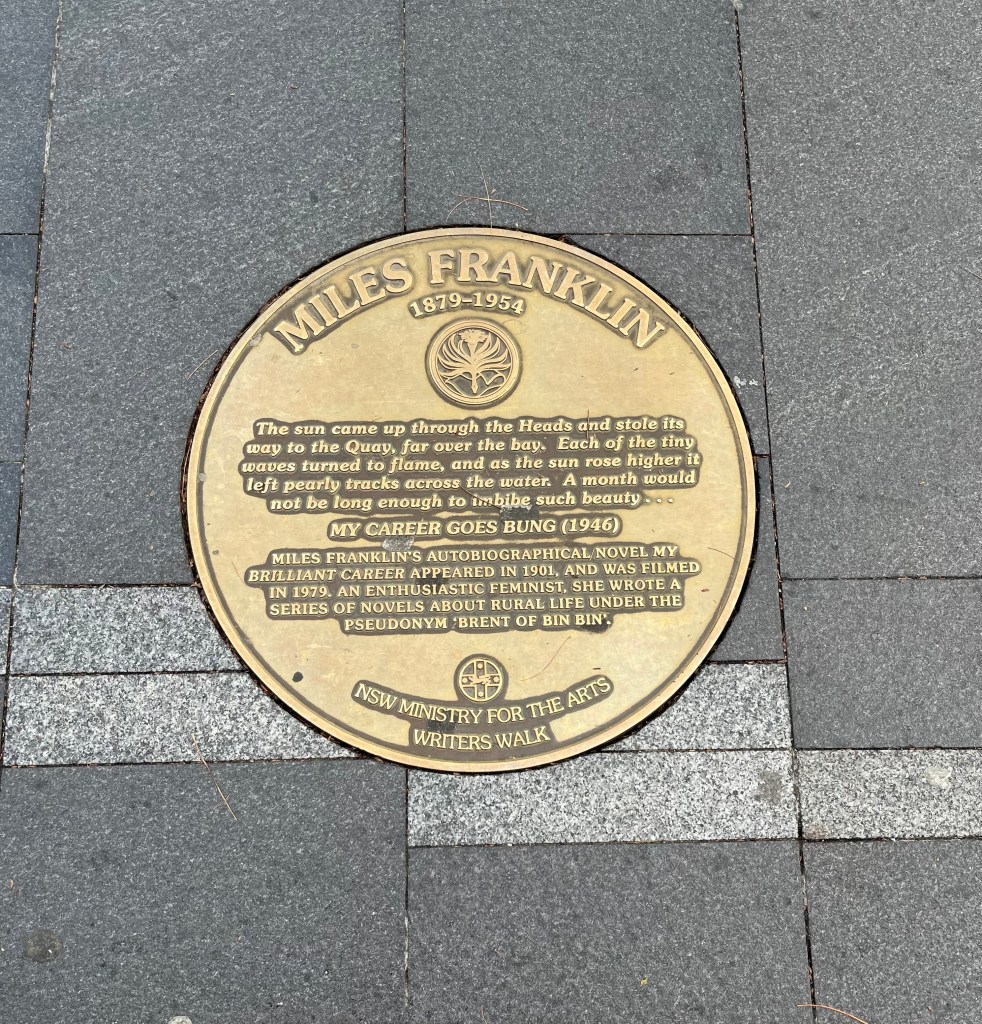 MILES FRANKLIN
1879-1954
The sun came up through the Heads and stole its
way to the Quay, far over the bay. Each of the tiny
waves turned to flame, and as the sun rose higher it
left pearly tracks across the water. A month would
not be long enough to imbibe such beauty . . .
MY CAREER GOES BUNG (1946)
MILES FRANKLIN'S AUTOBIOGRAPHICAL NOVEL MY
BRILLIANT CAREER APPEARED IN 1901, AND WAS FILMED
IN 1979. AN ENTHUSIASTIC FEMINIST, SHE WROTE A
SERIES OF NOVELS ABOUT RURAL LIFE UNDER THE
PSEUDONYM 'BRENT OF BIN BIN'.
NSW MINISTRY FOR THE ARTS
WRITERS WALK